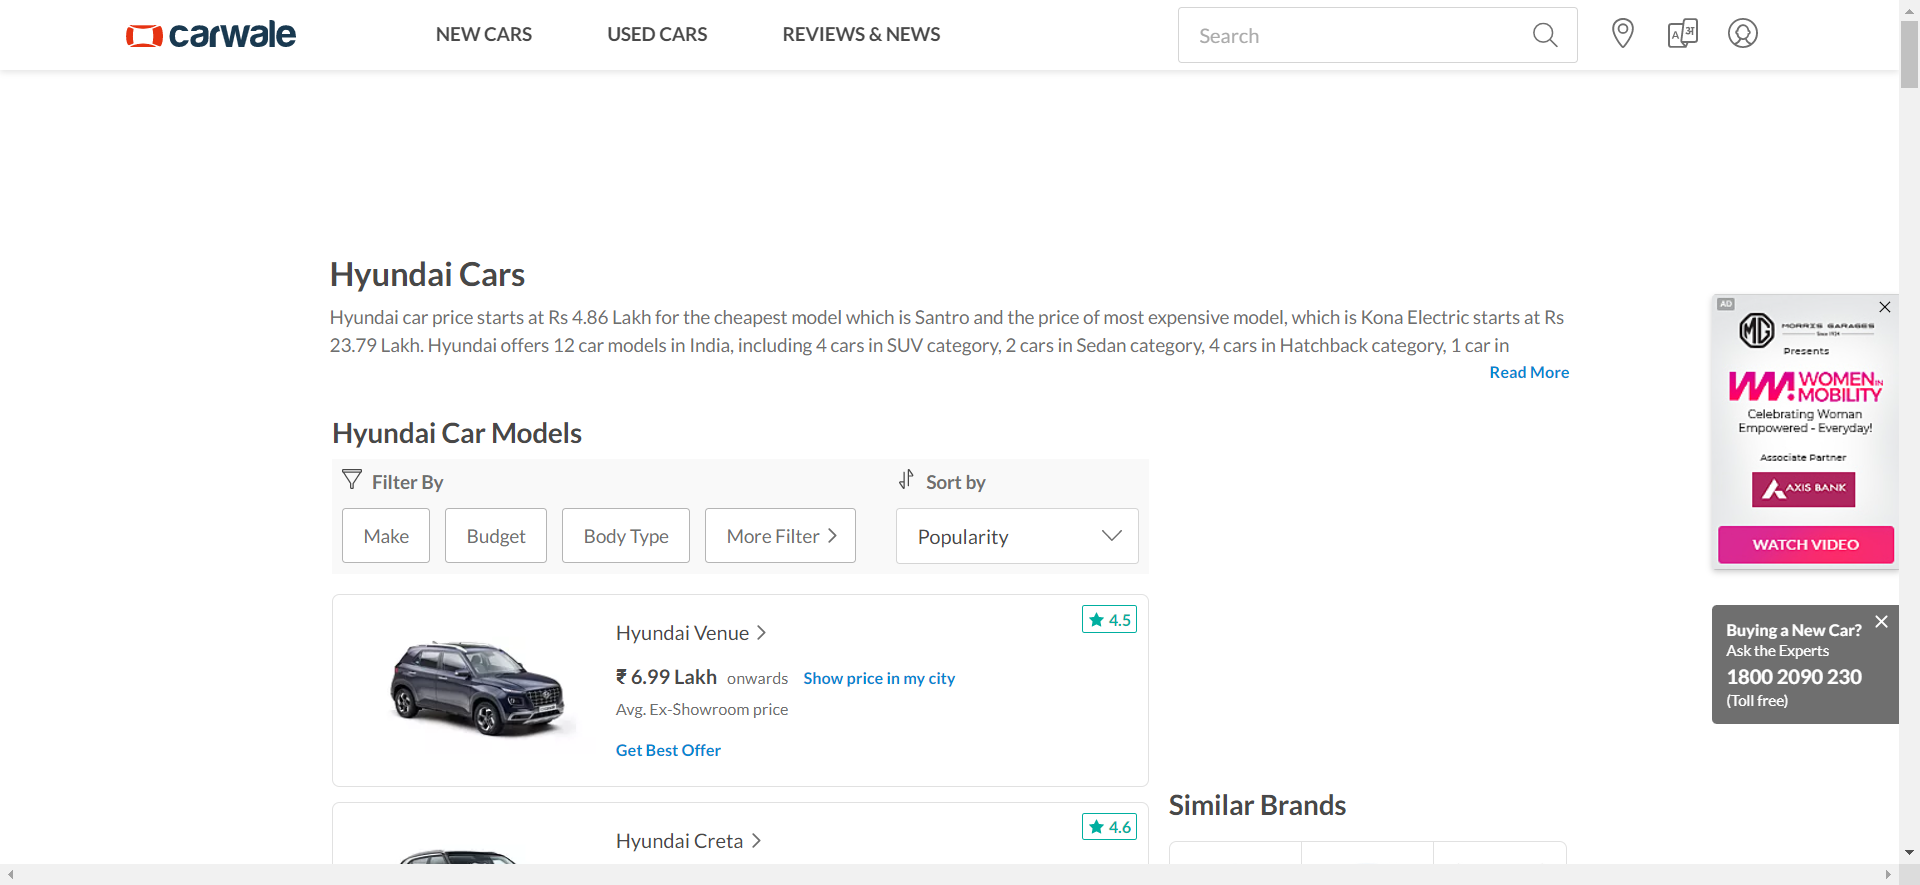 carwale
NEW CARS
USED CARS
REVIEWS & NEWS
Search
Hyundai Cars
Hyundai car price starts at Rs 4.86 Lakh for the cheapest model which is Santro and the price of most expensive model, which is Kona Electric starts at Rs
23.79 Lakh. Hyundai offers 12 car models in India, including 4 cars in SUV category, 2 cars in Sedan category, 4 cars in Hatchback category, 1 car in
Read More
Hyundai Car Models
Filter By
Sort by
Make
Budget
Body Type
More Filter
Popularity
Hyundai Venue
4.5
₹ 6.99 Lakh onwards Show price in my city
Avg. Ex-Showroom price
Get Best Offer
Hyundai Creta
4.6
Similar Brands
AD
MG MORRIS GARAGES
Since 1924
Presents
WM WOMEN IN
MOBILITY
Celebrating Woman
Empowered - Everyday!
Associate Partner
AXIS BANK
WATCH VIDEO
Buying a New Car?
Ask the Experts
1800 2090 230
(Toll free)